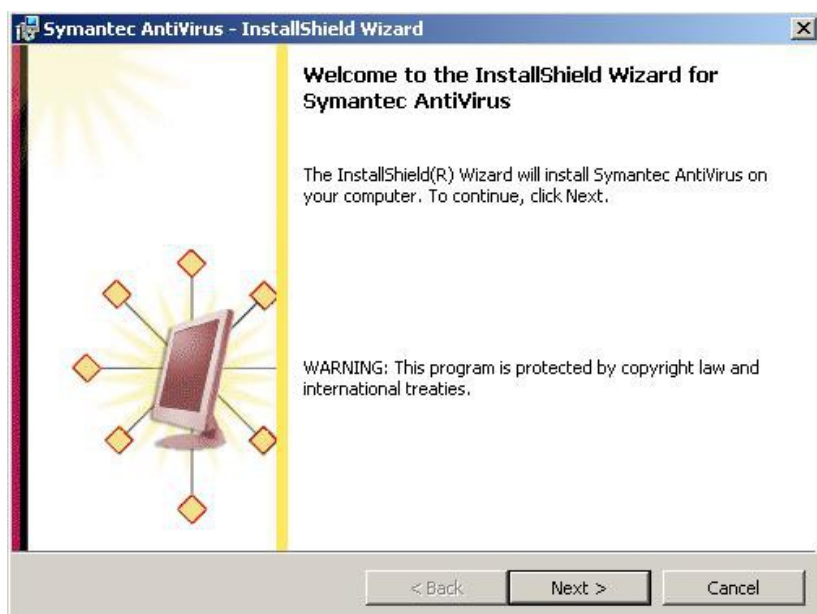 Symantec AntiVirus - InstallShield Wizard
Welcome to the InstallShield Wizard for
Symantec AntiVirus
The InstallShield(R) Wizard will install Symantec AntiVirus on
your computer. To continue, click Next.
WARNING: This program is protected by copyright law and
international treaties.
< Back
Next >
Cancel